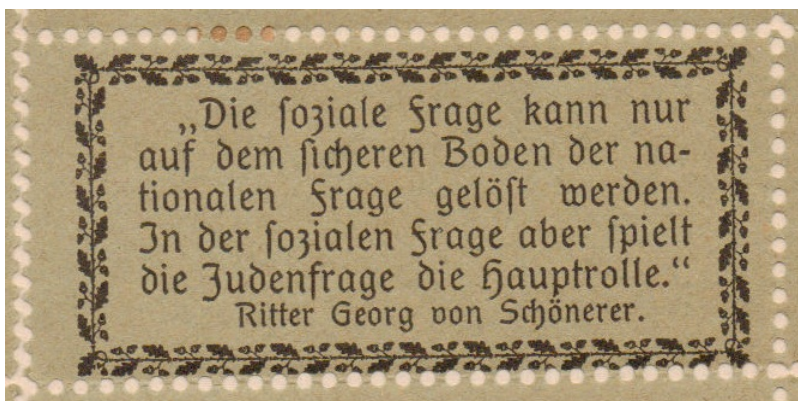 „Die soziale Frage kann nur
auf dem sicheren Boden der na-
tionalen Frage gelöst werden.
In der sozialen Frage aber spielt
die Judenfrage die Hauptrolle.“
Ritter Georg von Schönerer.